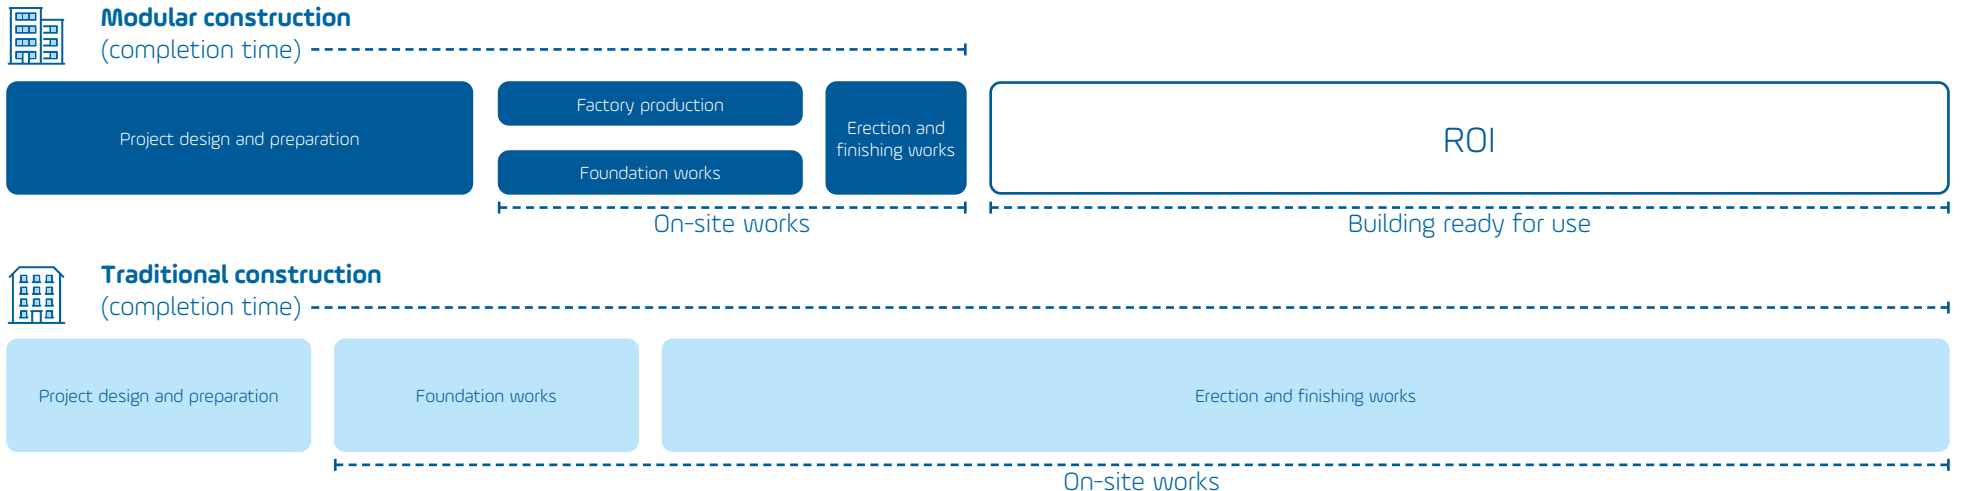 Modular construction
(completion time)
Project design and preparation
Factory production
Foundation works
Erection and
finishing works
ROI
On-site works
Building ready for use
Traditional construction
(completion time)
Project design and preparation
Foundation works
Erection and finishing works
On-site works